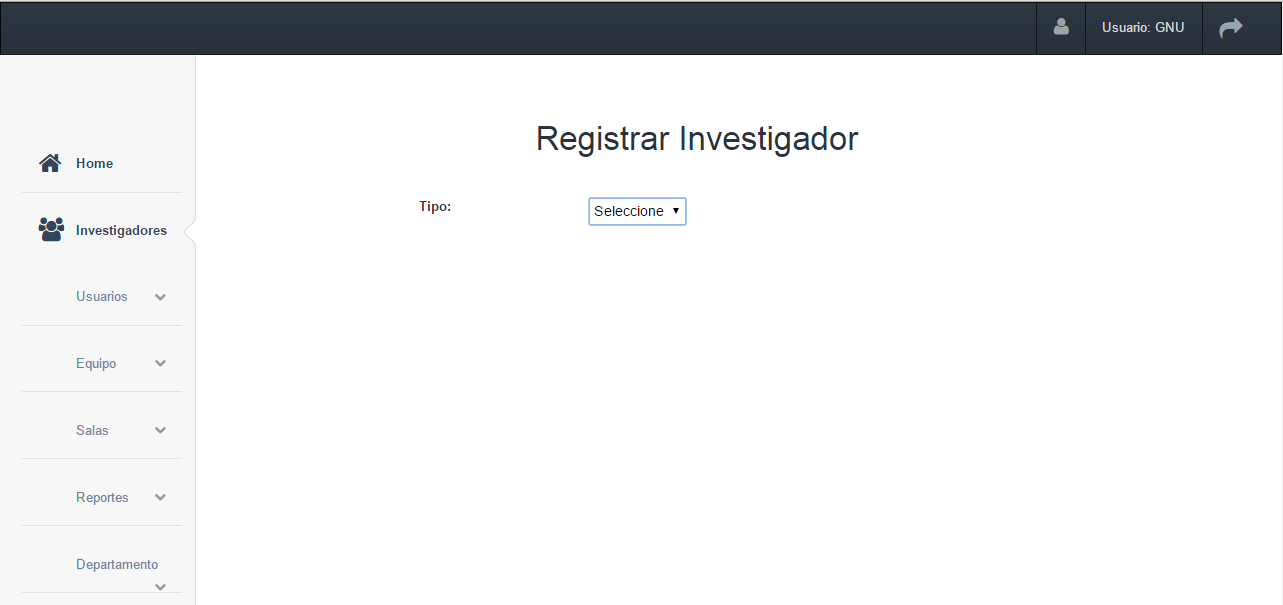 Usuario: GNU
Home
Investigadores
Usuarios
Equipo
Salas
Reportes
Departamento
Registrar Investigador
Tipo:
Seleccione